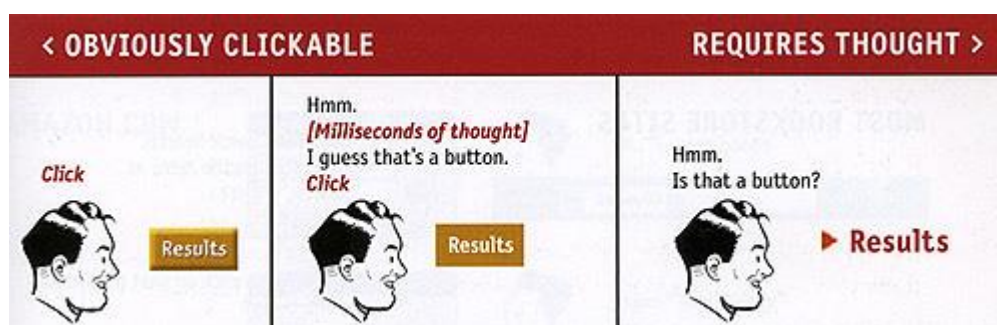 < OBVIOUSLY CLICKABLE
REQUIRES THOUGHT >
Click
Results
Hmm.
[Milliseconds of thought]
I guess that's a button.
Click
Results
Hmm.
Is that a button?
Results